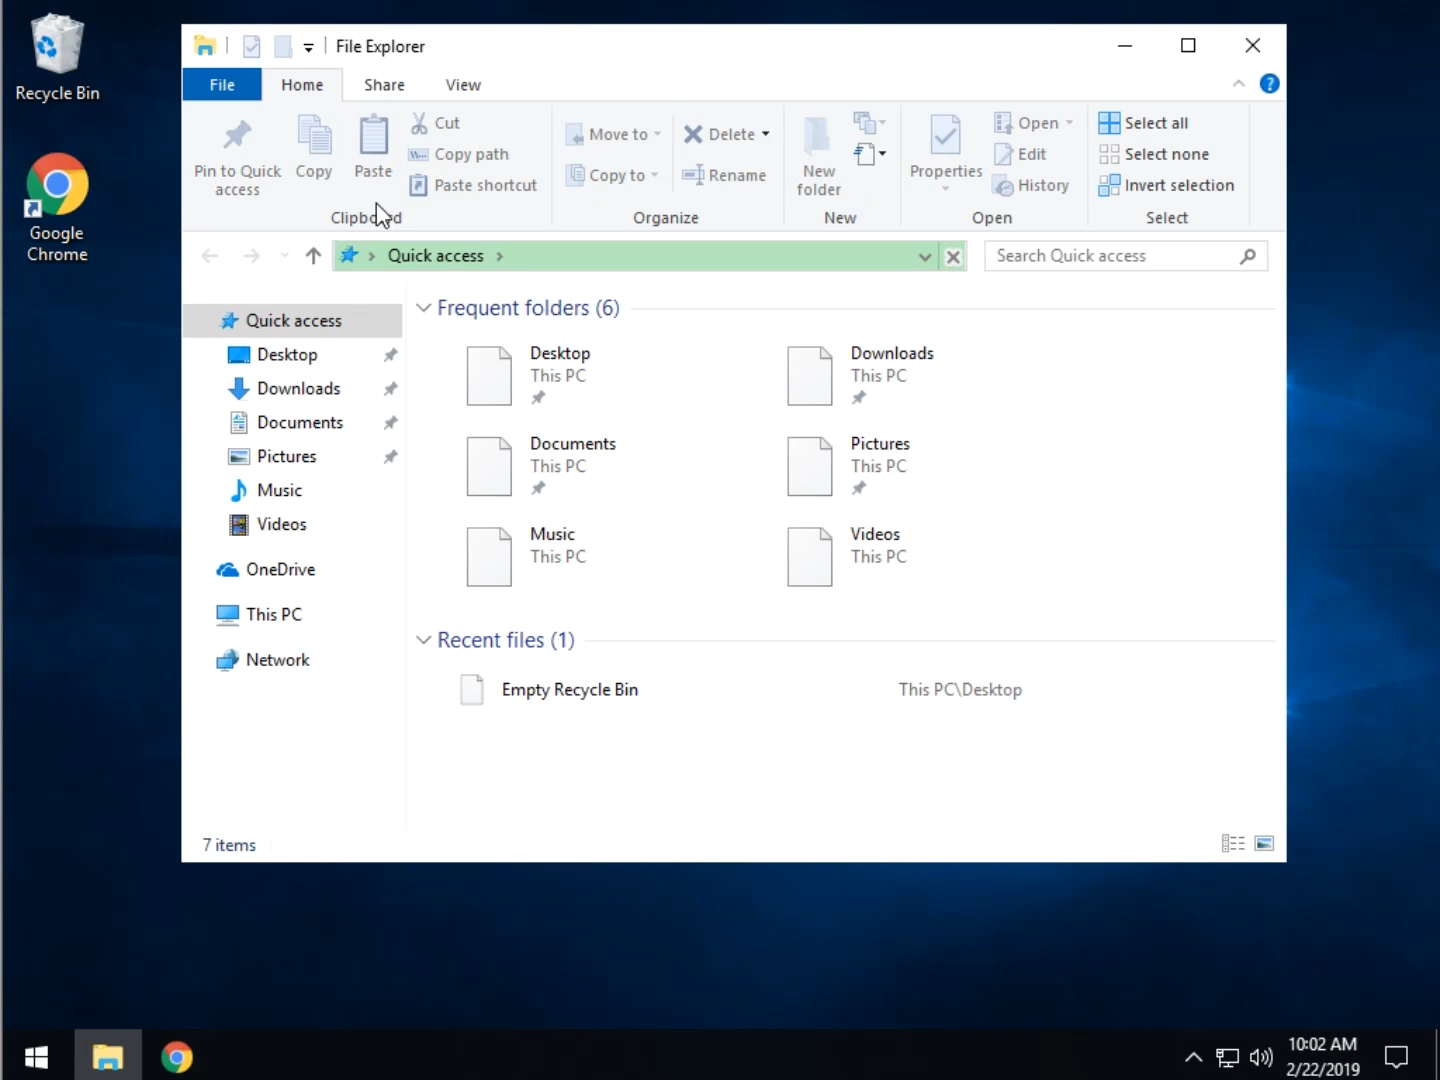 Recycle Bin
Google
Chrome
File Explorer
File
Home
Share
View
Pin to Quick
access
Copy
Paste
Cut
Copy path
Paste shortcut
Clipboard
Move to
Copy to
Delete
Rename
Organize
New
folder
New
Properties
Open
Edit
History
Open
Select all
Select none
Invert selection
Select
Quick access
Search Quick access
Quick access
Desktop
Downloads
Documents
Pictures
Music
Videos
OneDrive
This PC
Network
Frequent folders (6)
Desktop
This PC
Downloads
This PC
Documents
This PC
Pictures
This PC
Music
This PC
Videos
This PC
Recent files (1)
Empty Recycle Bin
This PC\Desktop
7 items
10:02 AM
2/22/2019